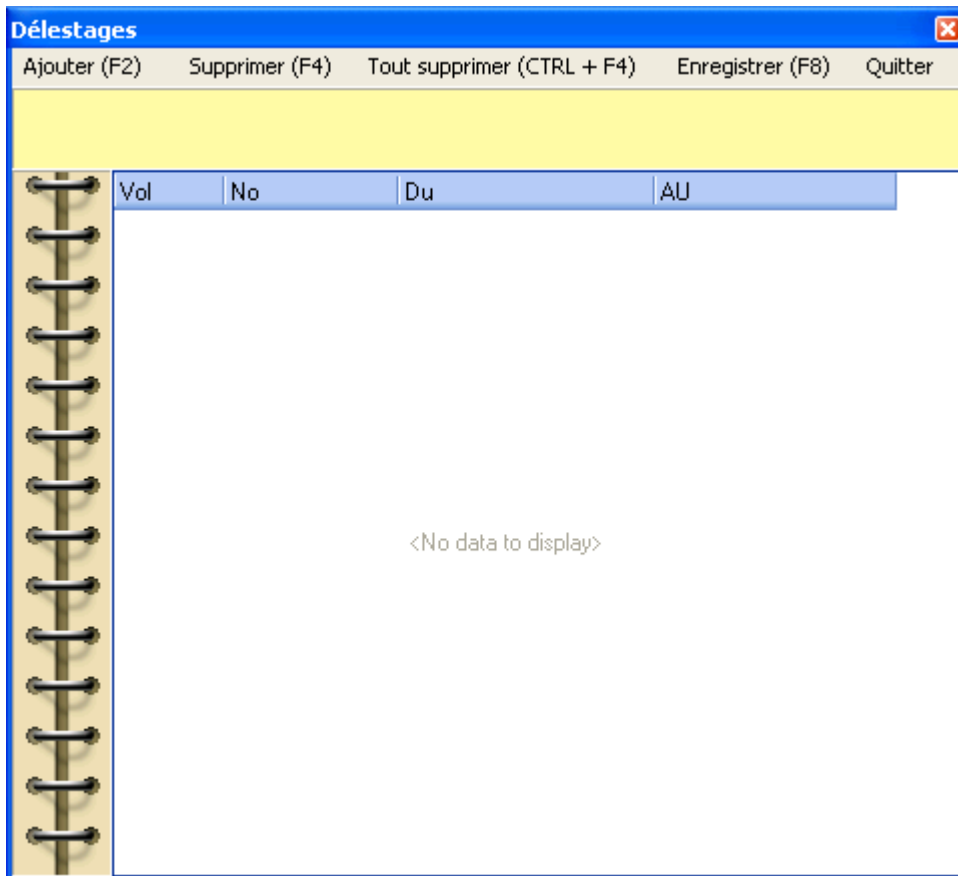 Délestages
Ajouter (F2) Supprimer (F4) Tout supprimer (CTRL + F4) Enregistrer (F8) Quitter
Vol No Du AU
<No data to display>